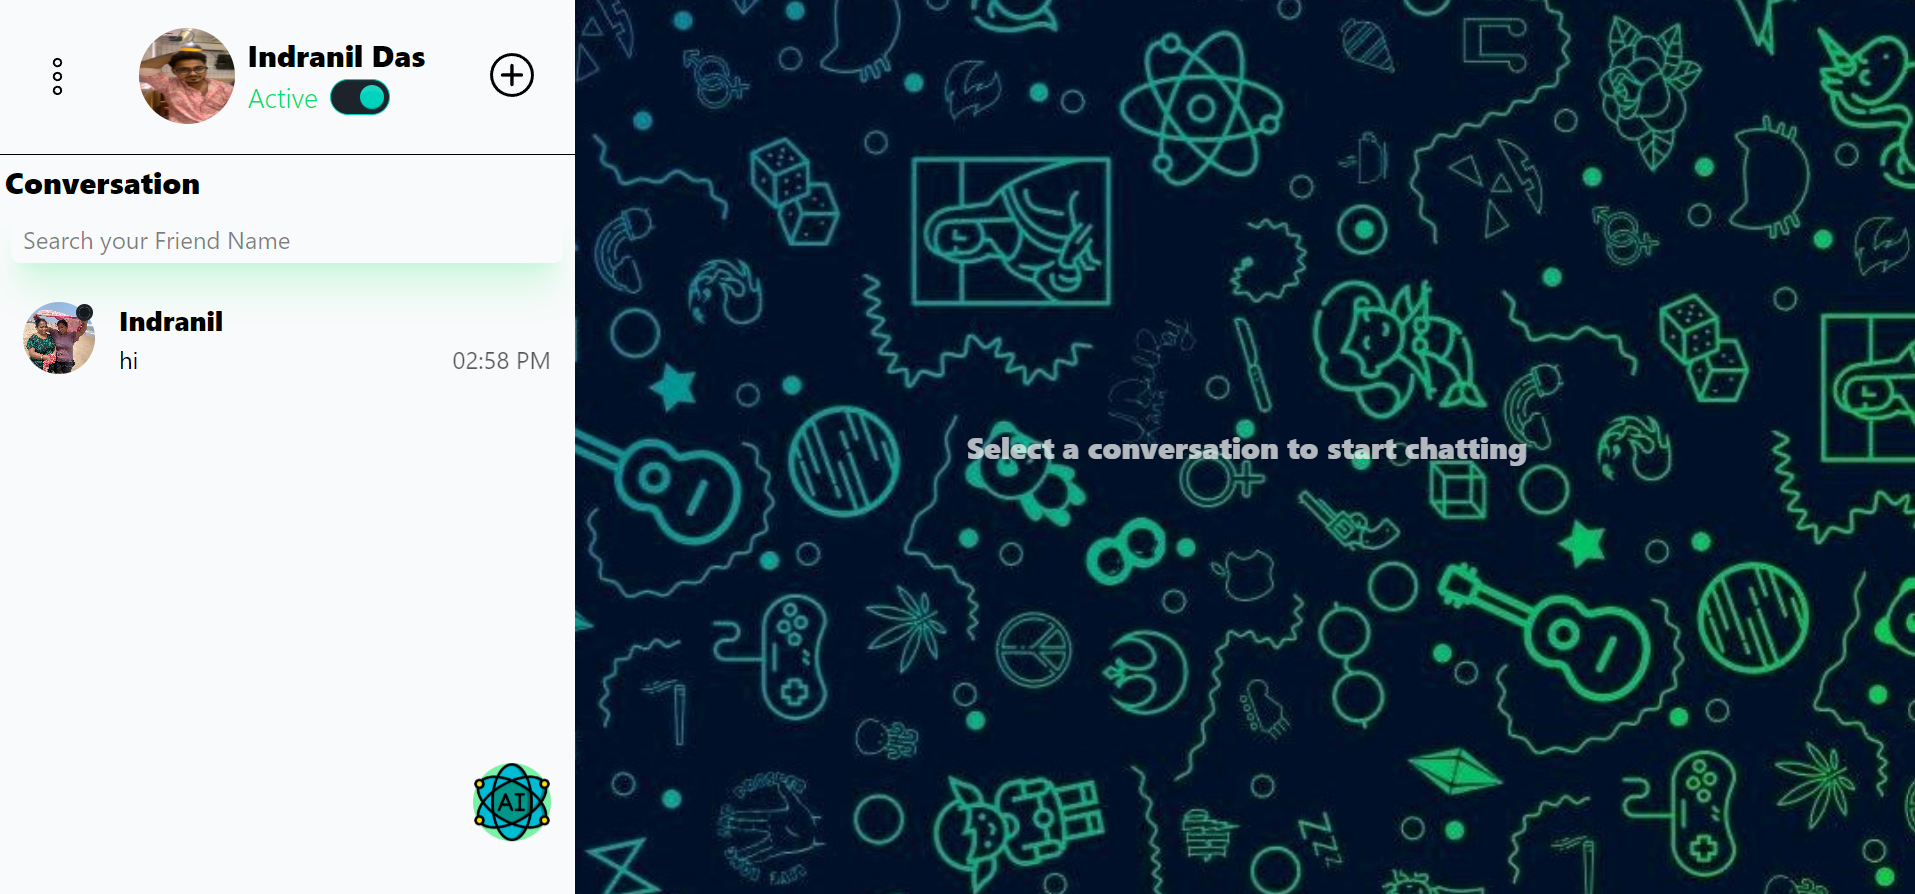 Indranil Das
Active
Conversation
Search your Friend Name
Indranil
hi
02:58 PM
AI
Select a conversation to start chatting
ZZZ